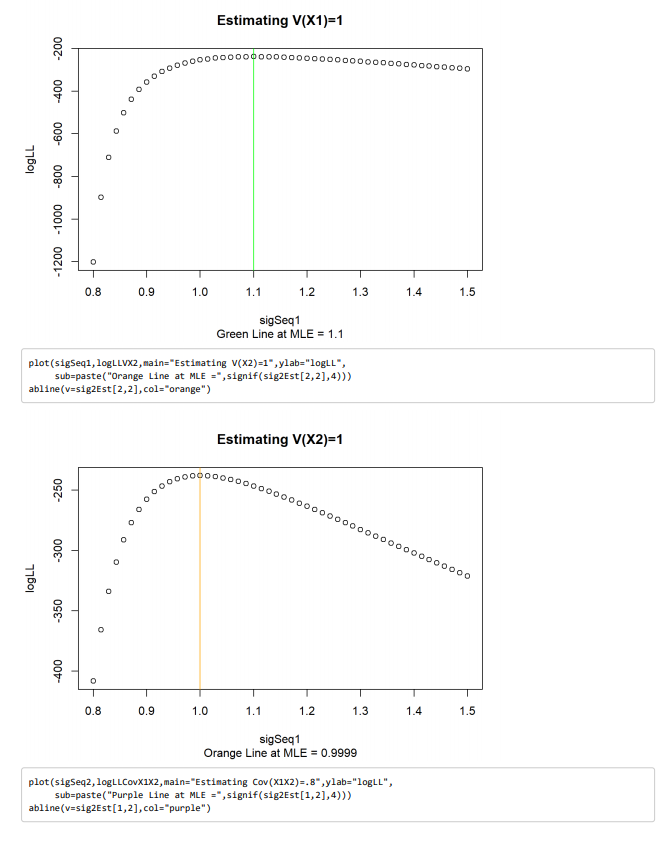 Estimating V(X1)=1
logLL
-200
-400
-600
-800
-1000
-1200
0.8 0.9 1.0 1.1 1.2 1.3 1.4 1.5
sigSeq1
Green Line at MLE = 1.1
plot(sigSeq1,logLLVX2,main="Estimating V(X2)=1",ylab="logLL",
sub=paste("Orange Line at MLE =",signif(sig2Est[2,2],4)))
abline(v=sig2Est[2,2],col="orange")
Estimating V(X2)=1
logLL
-250
-300
-350
-400
0.8 0.9 1.0 1.1 1.2 1.3 1.4 1.5
sigSeq1
Orange Line at MLE = 0.9999
plot(sigSeq2,logLLCovX1X2,main="Estimating Cov(X1X2)=.8",ylab="logLL",
sub=paste("Purple Line at MLE =",signif(sig2Est[1,2],4)))
abline(v=sig2Est[1,2],col="purple")